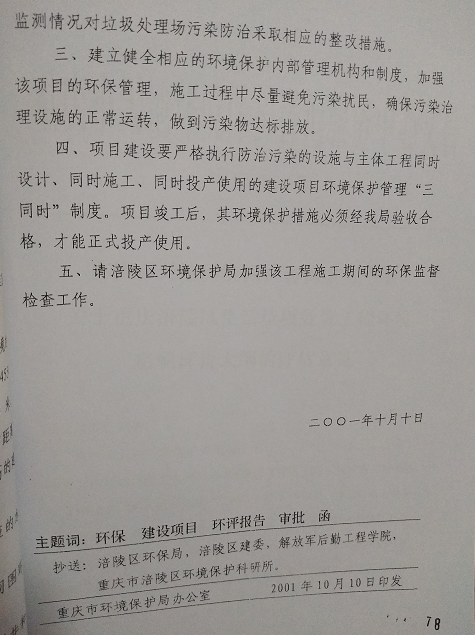 监测情况对垃圾处理场污染防治采取相应的整改措施。
三、建立健全相应的环境保护内部管理机构和制度，加强
该项目的环保管理，施工过程中尽量避免污染扰民，确保污染治
理设施的正常运转，做到污染物达标排放。
四、项目建设要严格执行防治污染的设施与主体工程同时
设计、同时施工、同时投产使用的建设项目环境保护管理“三
同时”制度。项目竣工后，其环境保护措施必须经我局验收合
格，才能正式投产使用。
五、请涪陵区环境保护局加强该工程施工期间的环保监督
检查工作。
二〇〇一年十月十日
主题词：环保 建设项目 环评报告 审批 函
抄送：涪陵区环保局，涪陵区建委，解放军后勤工程学院，
重庆市涪陵区环境保护科研所。
重庆市环境保护局办公室 2001年10月10日印发
78